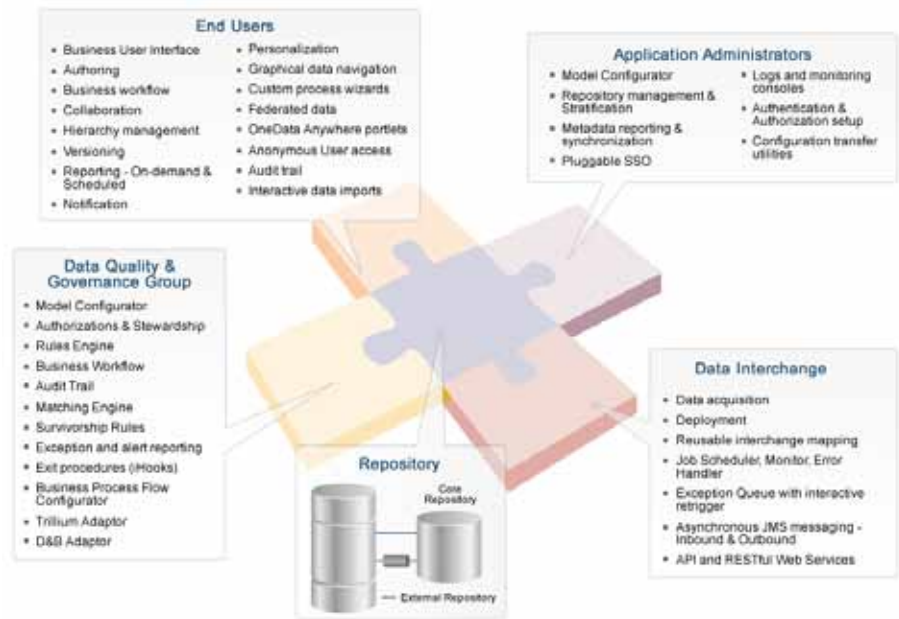 End Users
• Business User Interface
• Authoring
• Business workflow
• Collaboration
• Hierarchy management
• Versioning
• Reporting - On-demand &
Scheduled
• Notification
• Personalization
• Graphical data navigation
• Custom process wizards
• Federated data
• OneData Anywhere portlets
• Anonymous User access
• Audit trail
• Interactive data imports
Application Administrators
• Model Configurator
• Repository management &
Stratification
• Metadata reporting &
synchronization
• Pluggable SSO
• Logs and monitoring
consoles
• Authentication &
Authorization setup
• Configuration transfer
utilities
Data Quality &
Governance Group
• Model Configurator
• Authorizations & Stewardship
• Rules Engine
• Business Workflow
• Audit Trail
• Matching Engine
• Survivorship Rules
• Exception and alert reporting
• Exit procedures (iHooks)
• Business Process Flow
Configurator
• Trillium Adaptor
• D&B Adaptor
Repository
Core
Repository
External Repository
Data Interchange
• Data acquisition
• Deployment
• Reusable interchange mapping
• Job Scheduler, Monitor, Error
Handler
• Exception Queue with interactive
retrigger
• Asynchronous JMS messaging -
Inbound & Outbound
• API and RESTful Web Services